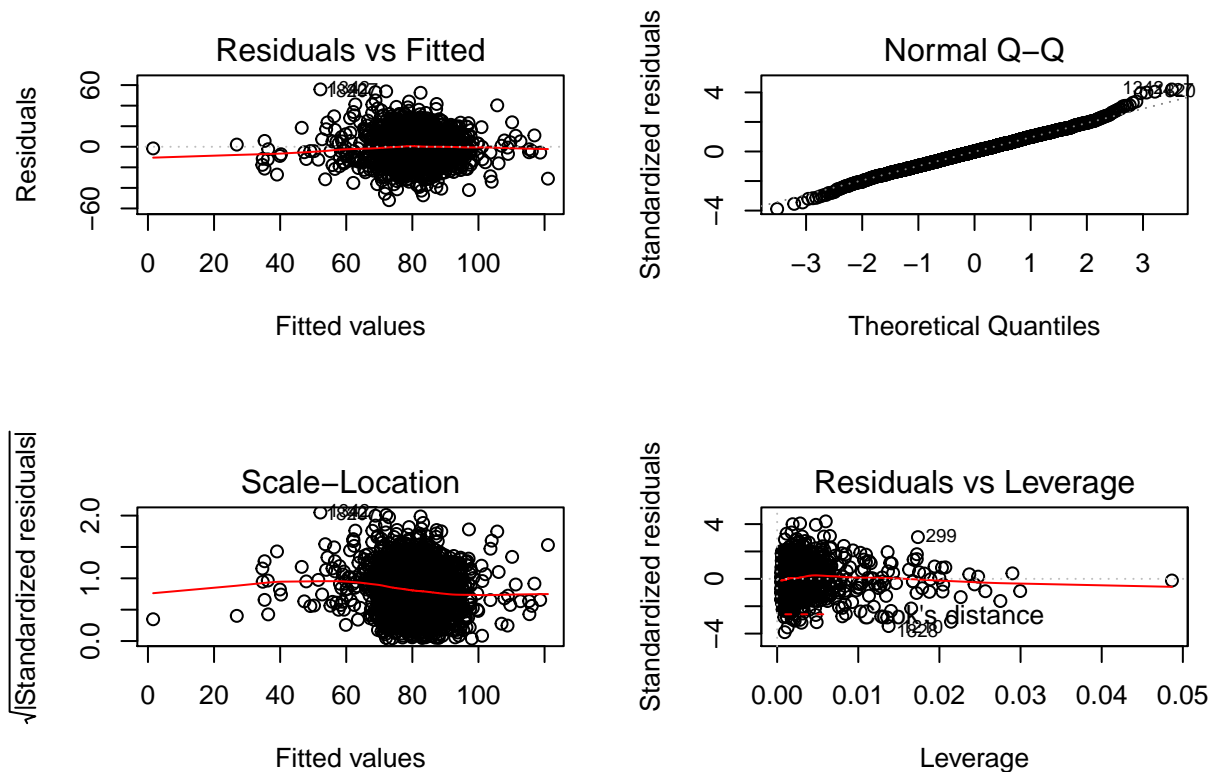 Residuals vs Fitted
Residuals
60
0
−60
0 20 40 60 80 100
Fitted values
Normal Q−Q
Standardized residuals
4
0
−4
−3 −2 −1 0 1 2 3
Theoretical Quantiles
Scale−Location
√|Standardized residuals|
2.0
1.0
0.0
0 20 40 60 80 100
Fitted values
Residuals vs Leverage
Standardized residuals
4
0
−4
299
distance
0.00 0.01 0.02 0.03 0.04 0.05
Leverage